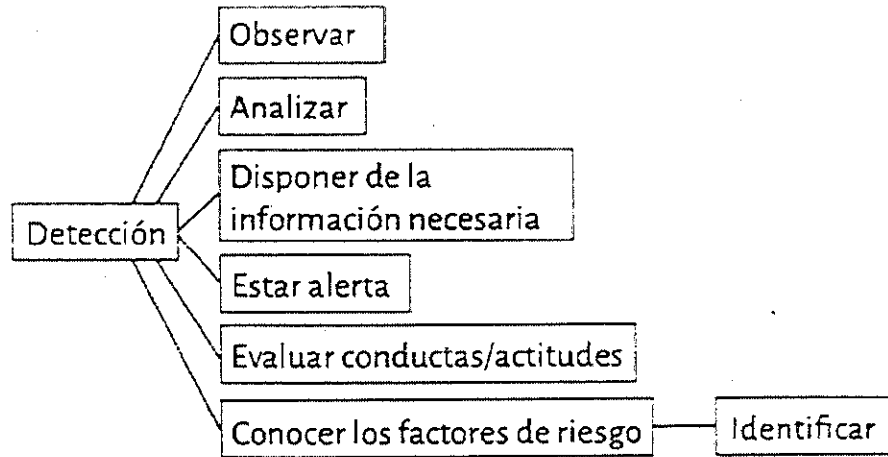 Observar
Analizar
Disponer de la
información necesaria
Detección
Estar alerta
Evaluar conductas/actitudes
Conocer los factores de riesgo
Identificar